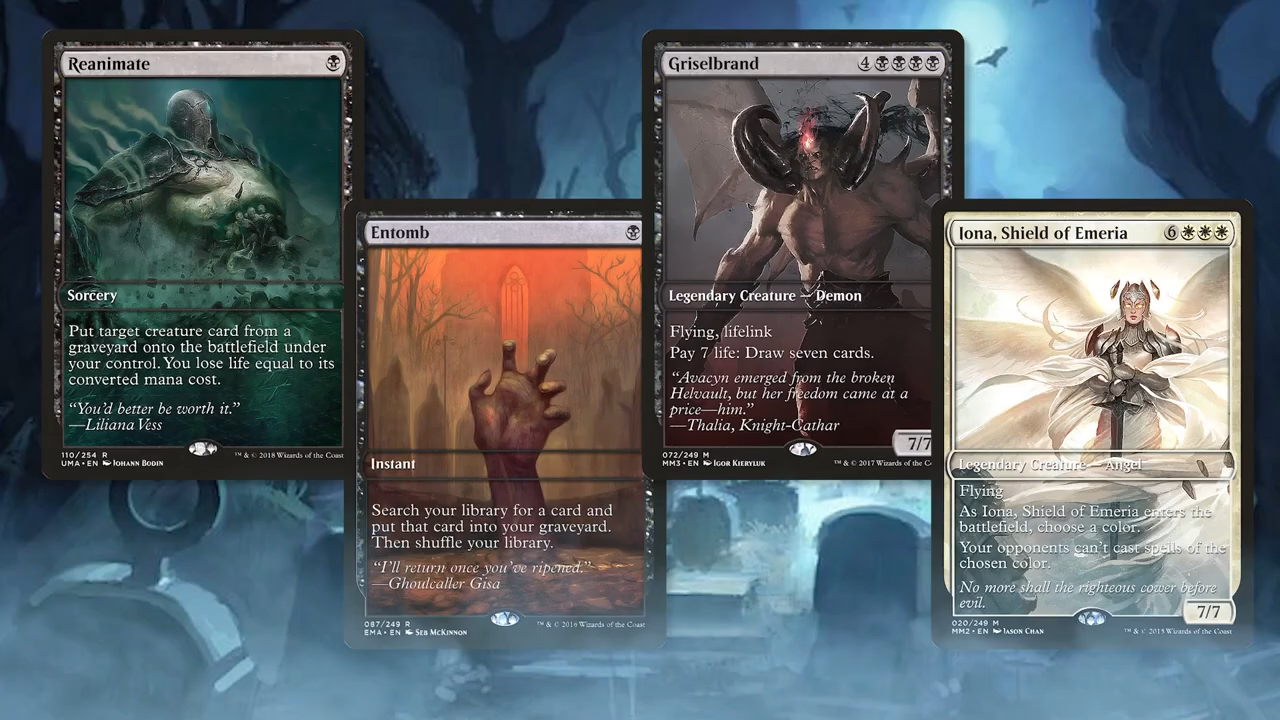 Reanimate
Sorcery
Put target creature card from a
graveyard onto the battlefield under
your control. You lose life equal to its
converted mana cost.
“You’d better be worth it.”
—Liliana Vess
110/254 R
UMA • EN Johann Bodin
™ & © 2018 Wizards of the Coast
Entomb
Instant
Search your library for a card and
put that card into your graveyard.
Then shuffle your library.
“I’ll return once you’ve ripened.”
—Ghoulcaller Gisa
087/249 R
EMA • EN Seb McKinnon
™ & © 2016 Wizards of the Coast
Griselbrand
4
Legendary Creature — Demon
Flying, lifelink
Pay 7 life: Draw seven cards.
“Avacyn emerged from the broken
Helvault, but her freedom came at a
price—him.”
—Thalia, Knight-Cathar
7/7
072/249 M
MM3 • EN Igor Kieryluk
™ & © 2017 Wizards of the C
Iona, Shield of Emeria
6
Legendary Creature — Angel
Flying
As Iona, Shield of Emeria enters the
battlefield, choose a color.
Your opponents can’t cast spells of the
chosen color.
No more shall the righteous cower before
evil.
7/7
020/249 M
MM2 • EN Jason Chan
™ & © 2015 Wizards of the Coast